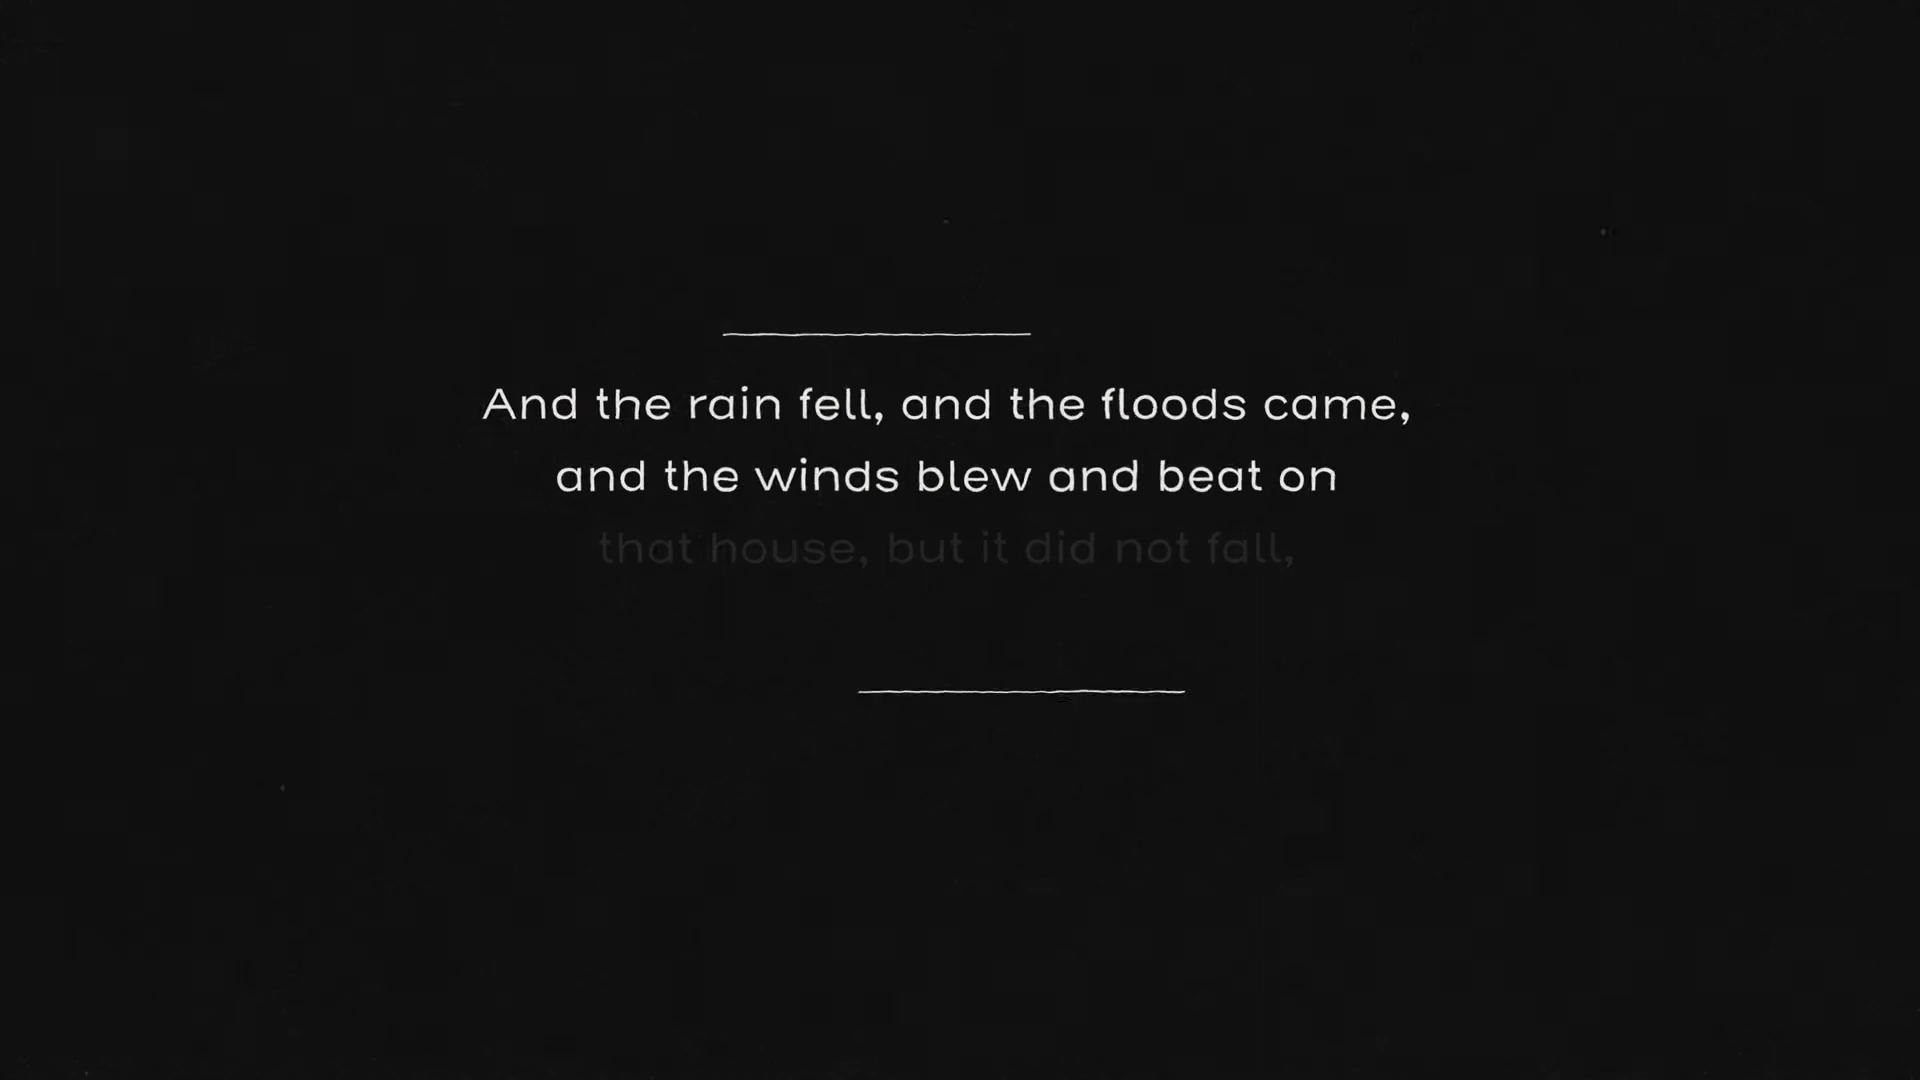 And the rain fell, and the floods came,
and the winds blew and beat on
that house, but it did not fall,